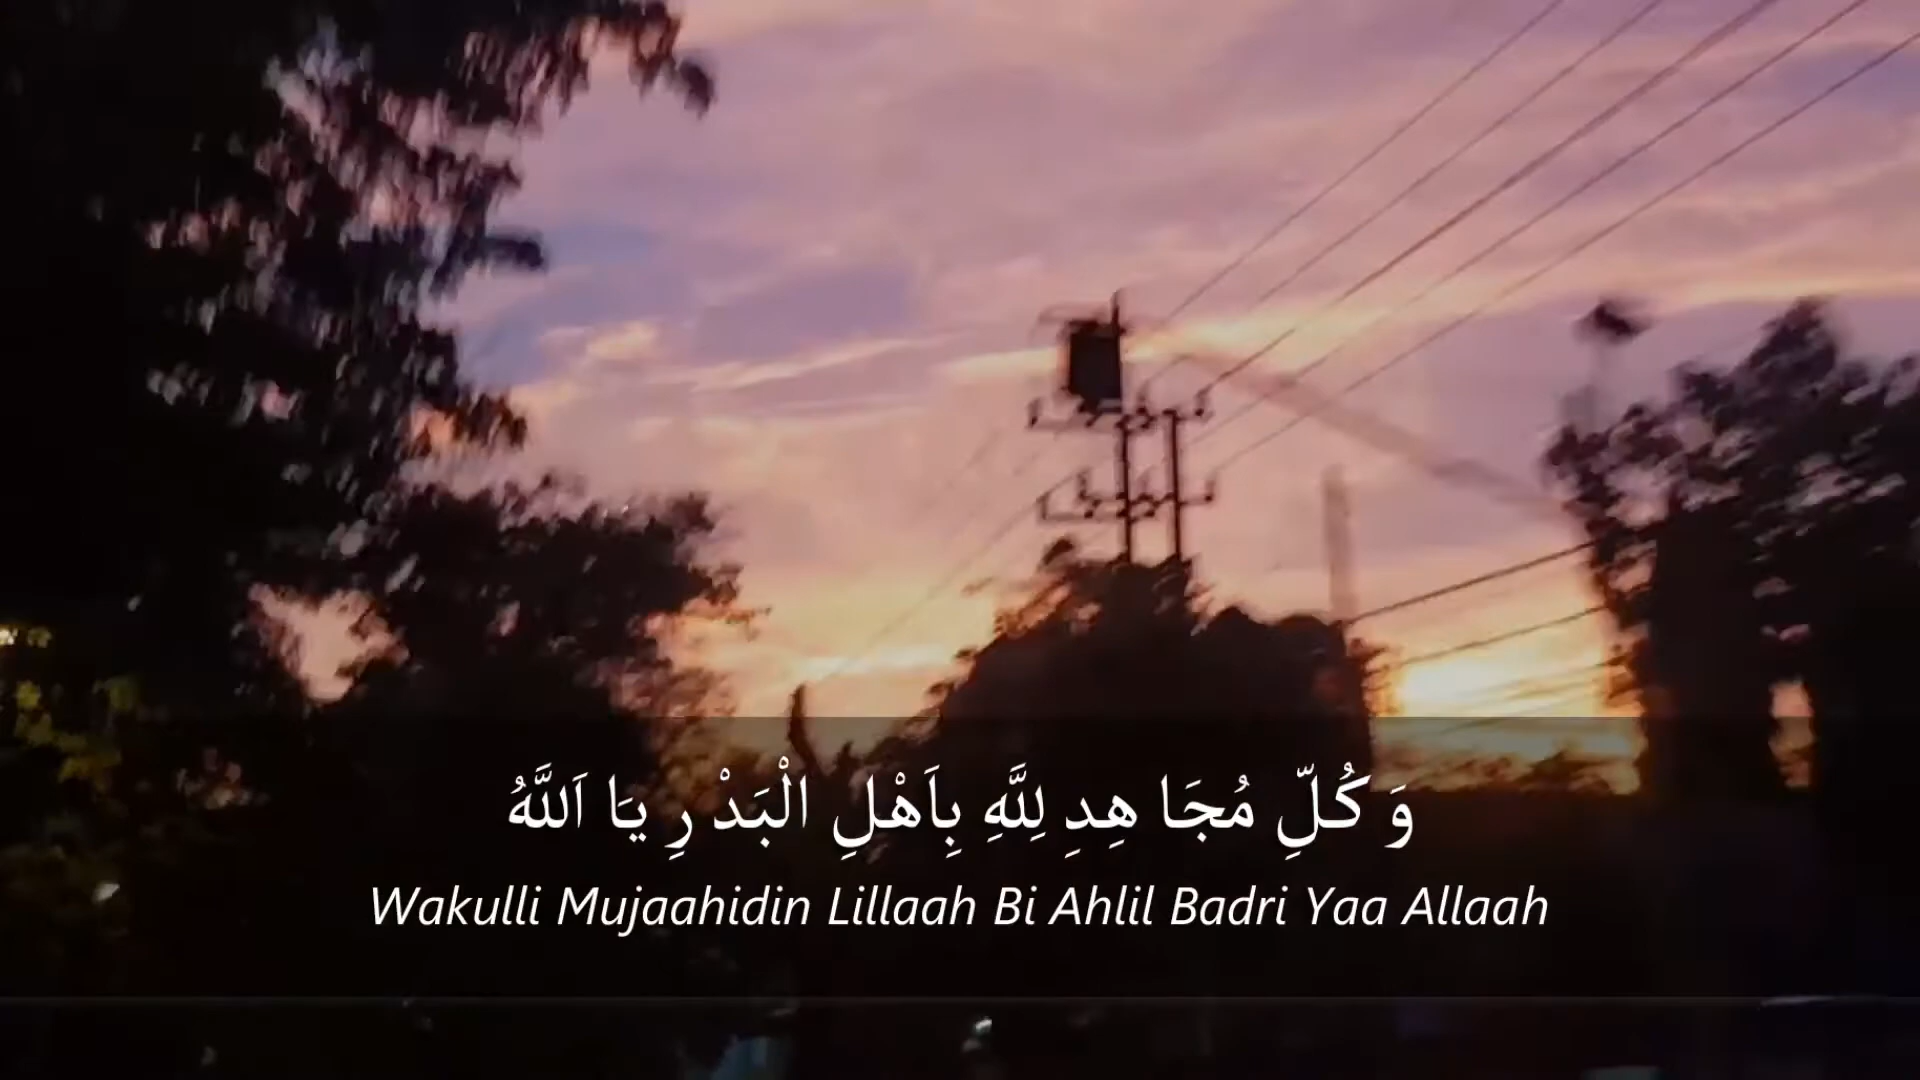 وَ كُلِّ مُجَا هِدِ لِلَّهِ بِاَهْلِ الْبَدْ رِ يَا اَللَّهُ
Wakulli Mujaahidin Lillaah Bi Ahlil Badri Yaa Allaah